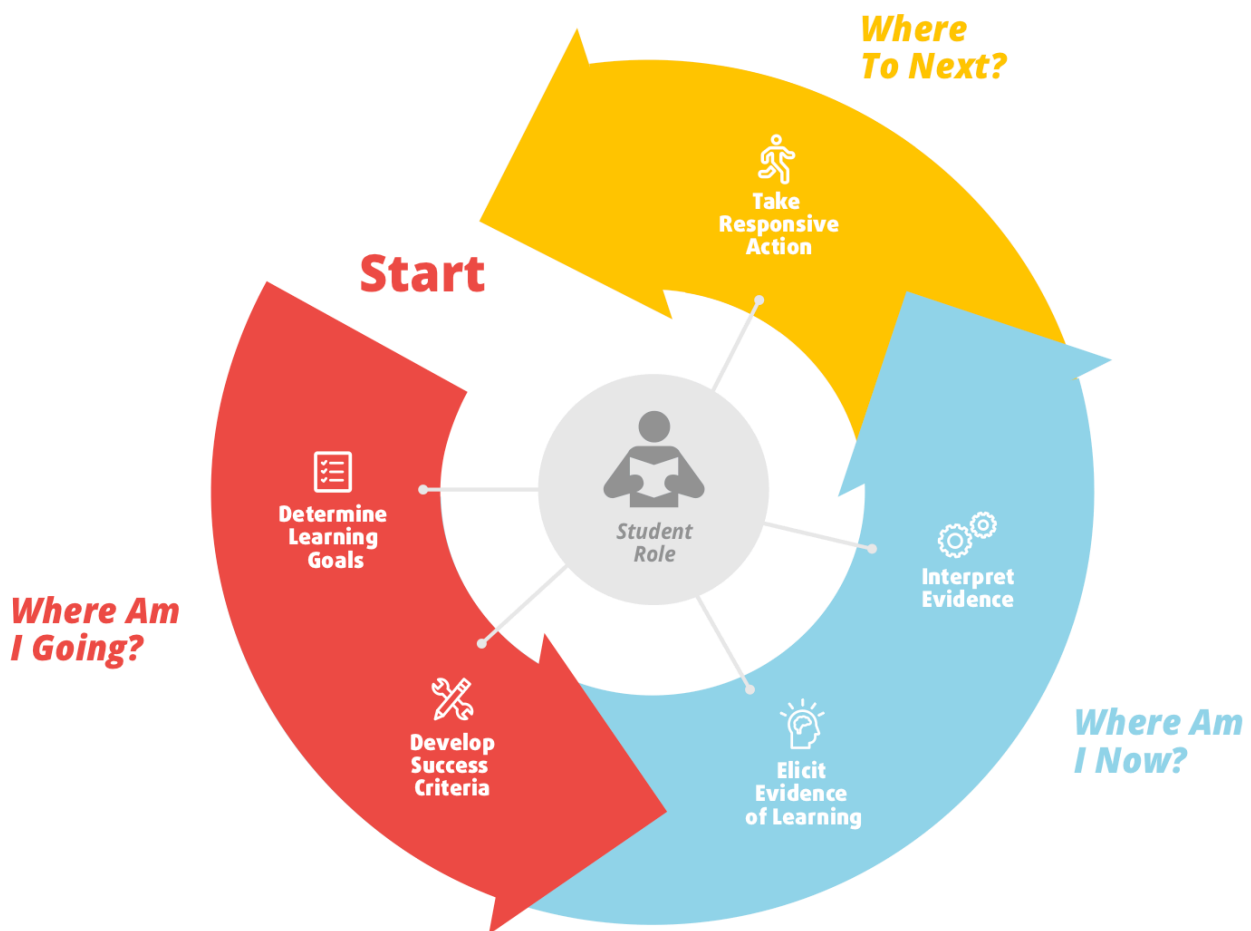 Where
To Next?
Take
Responsive
Action
Start
Determine
Learning
Goals
Student
Role
Interpret
Evidence
Where Am
I Going?
Develop
Success
Criteria
Elicit
Evidence
of Learning
Where Am
I Now?